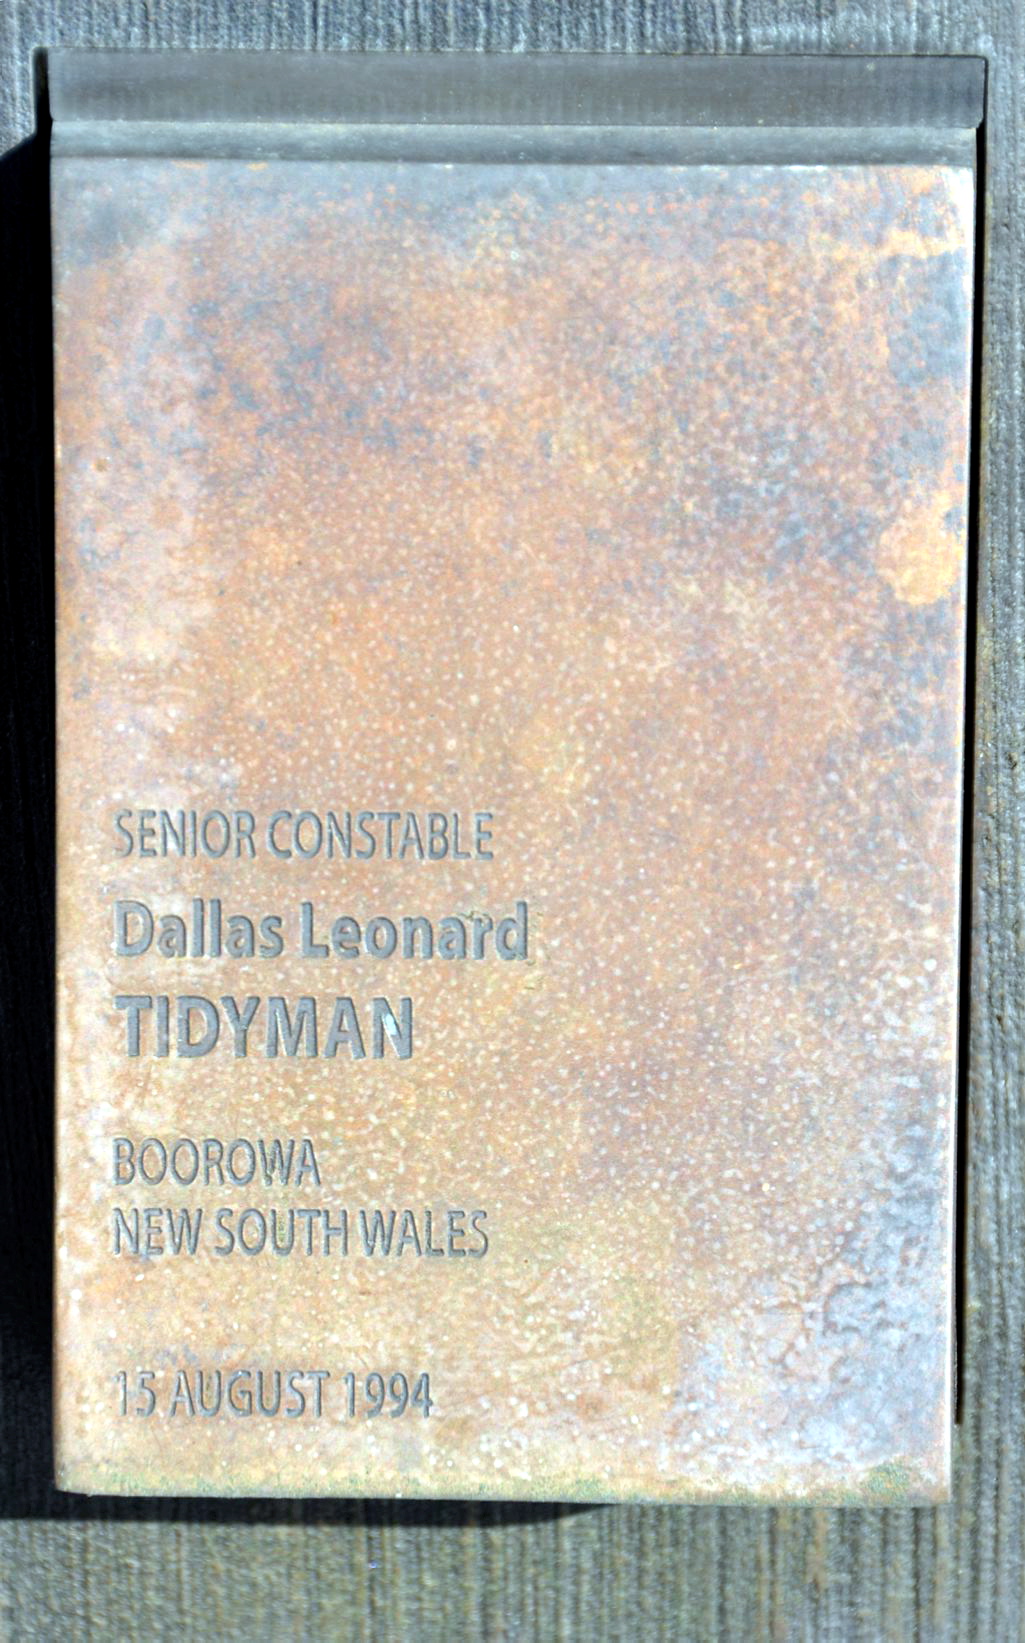 SENIOR CONSTABLE
Dallas Leonard
TIDYMAN
BOOROWA
NEW SOUTH WALES
15 AUGUST 1994